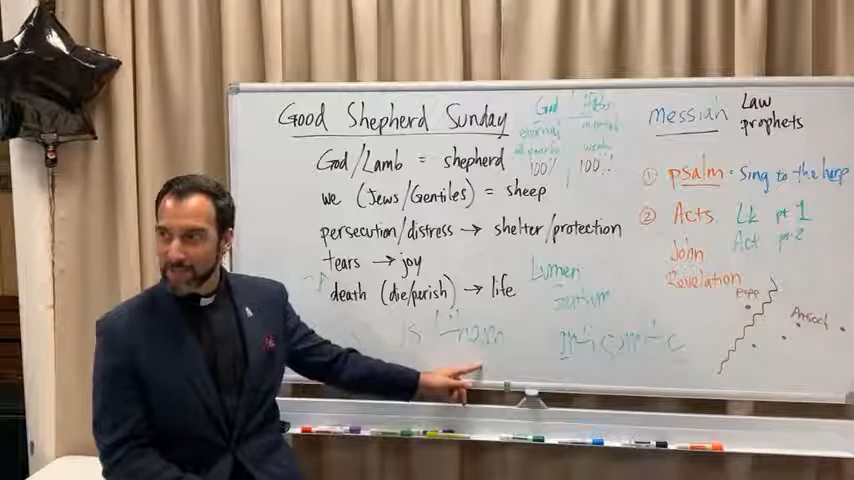 Good Shepherd Sunday
God/Lamb = shepherd
we (Jews/Gentiles) = sheep
persecution/distress → shelter/protection
tears → joy
death (die/perish) → life
God
eternal
weak
100% 100%
Lumen
messiah Law
prophets
① psalm · Sing to the harp
② Acts Lk pt 1
John Act pt 2
Revelation